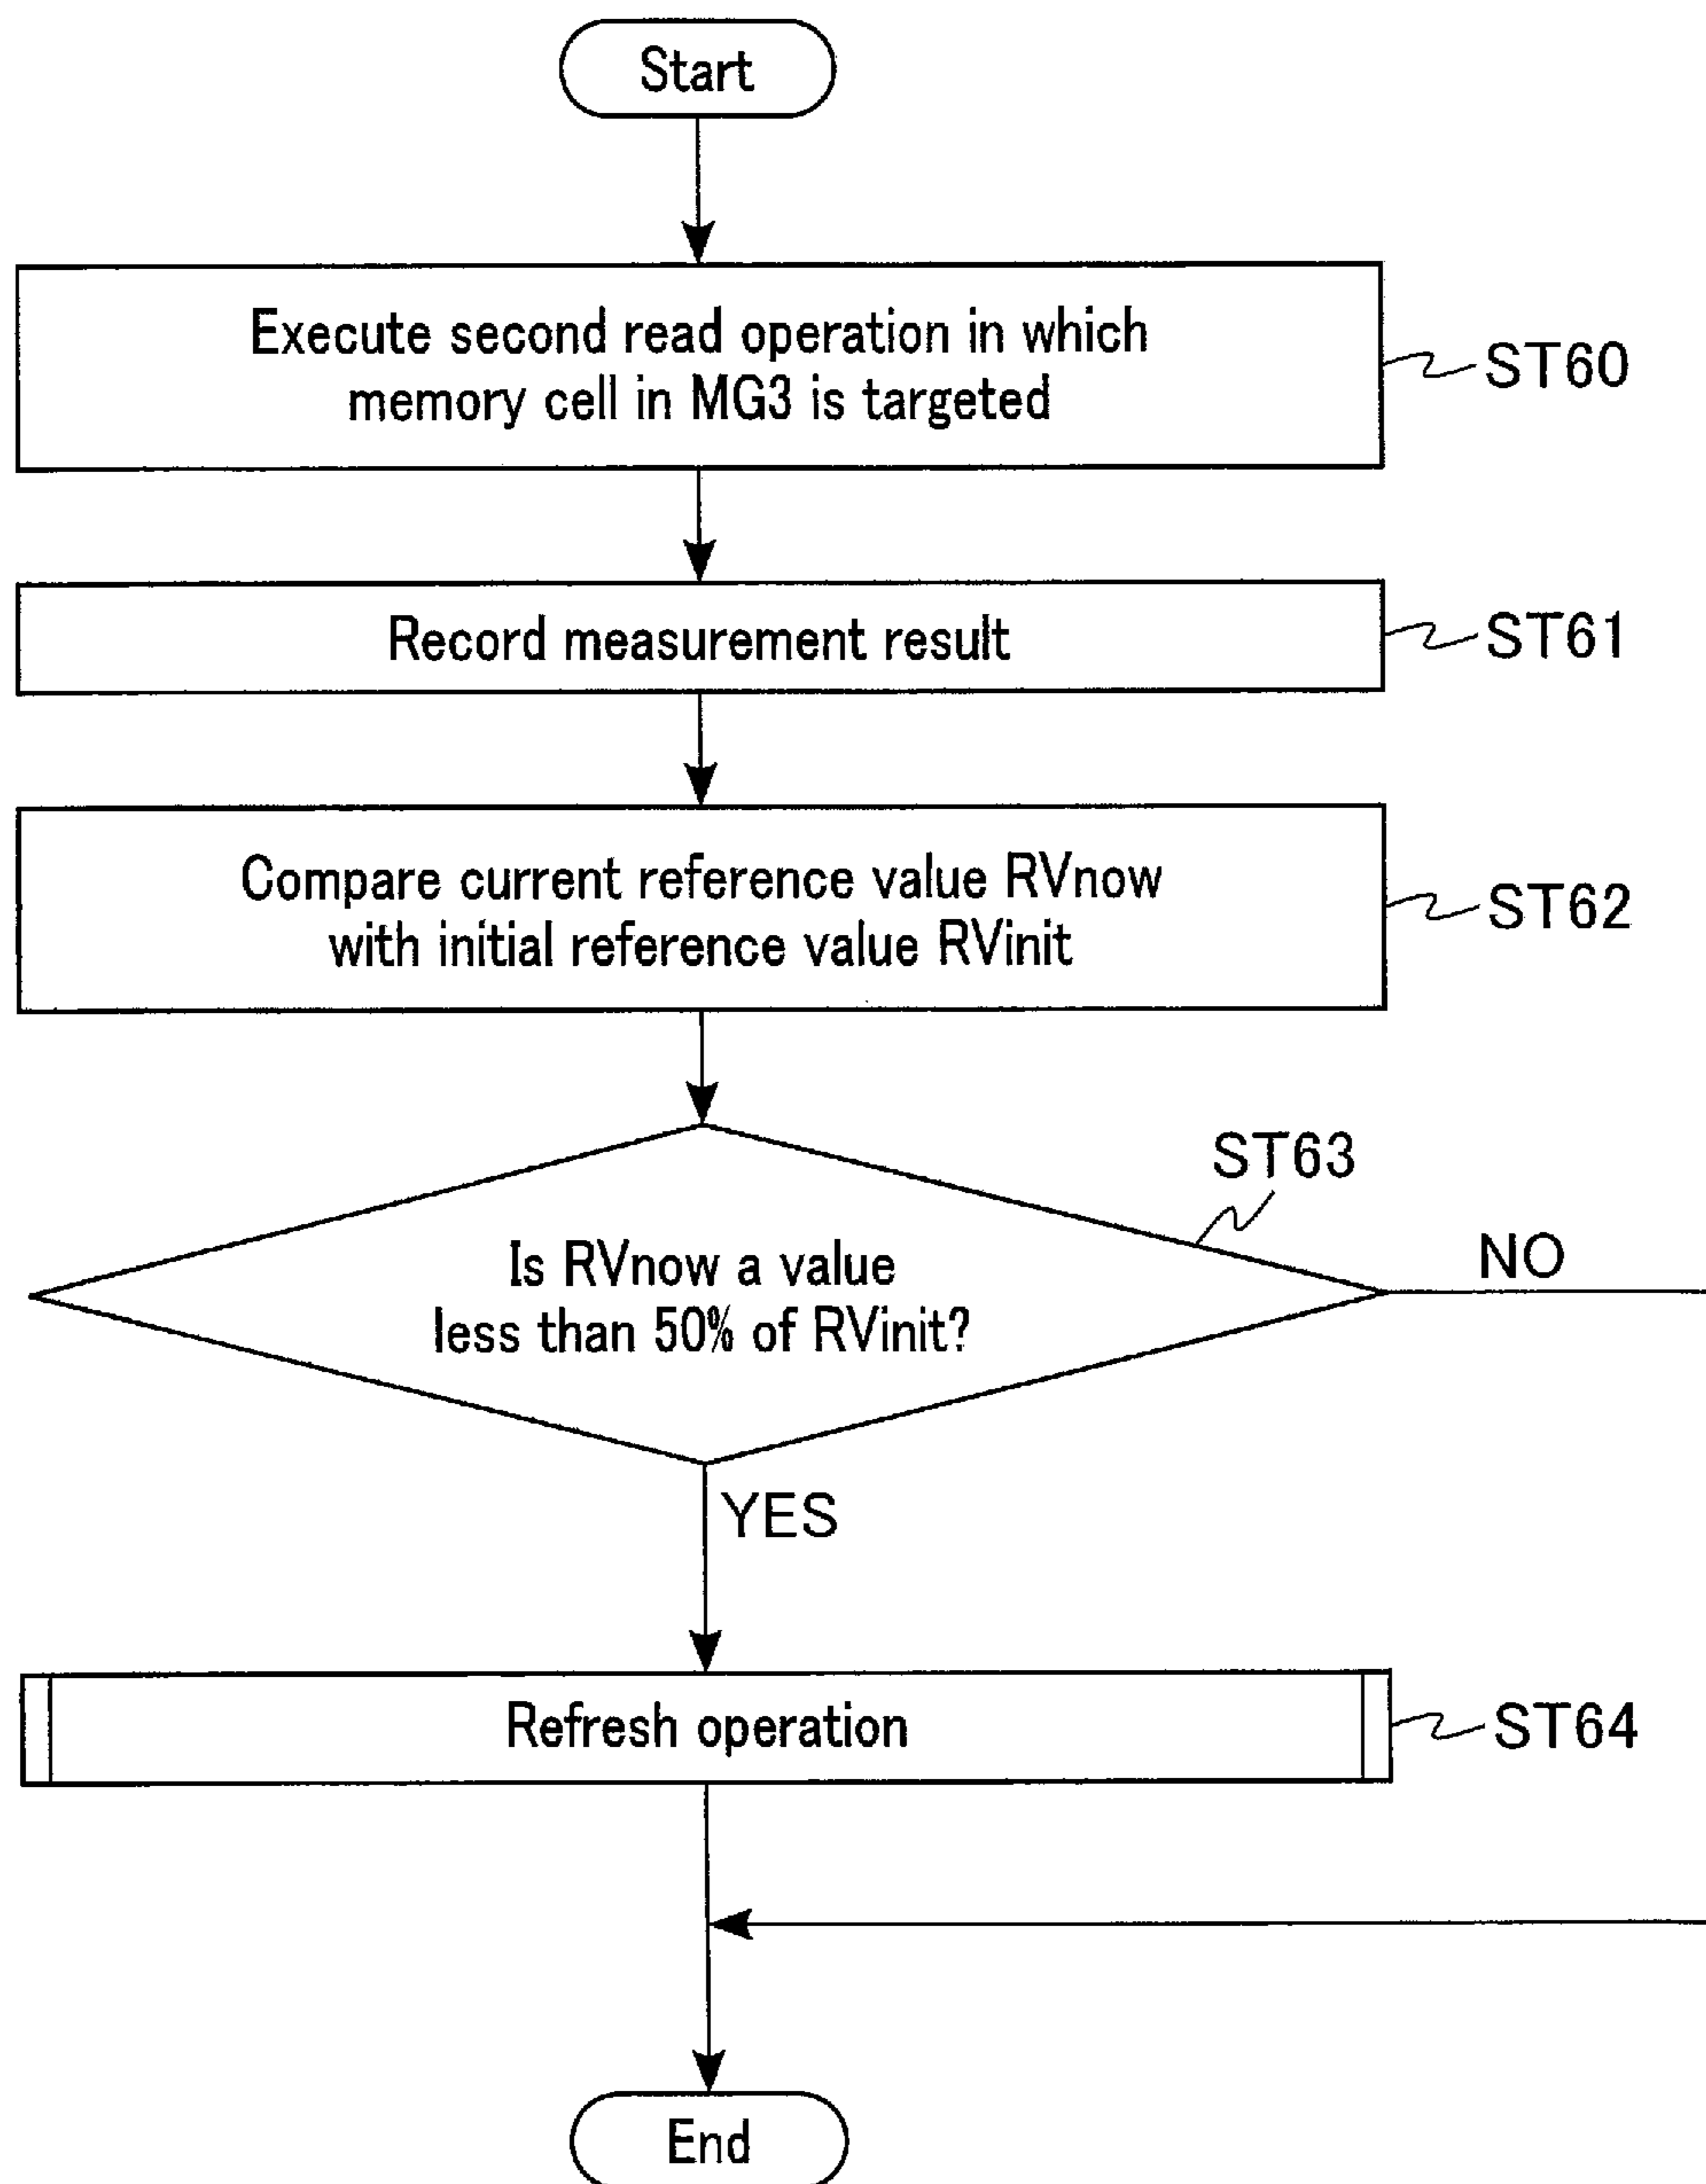 Start
Execute second read operation in which
memory cell in MG3 is targeted
ST60
Record measurement result
ST61
Compare current reference value RVnow
with initial reference value RVinit
ST62
ST63
Is RVnow a value
less than 50% of RVinit?
NO
YES
Refresh operation
ST64
End